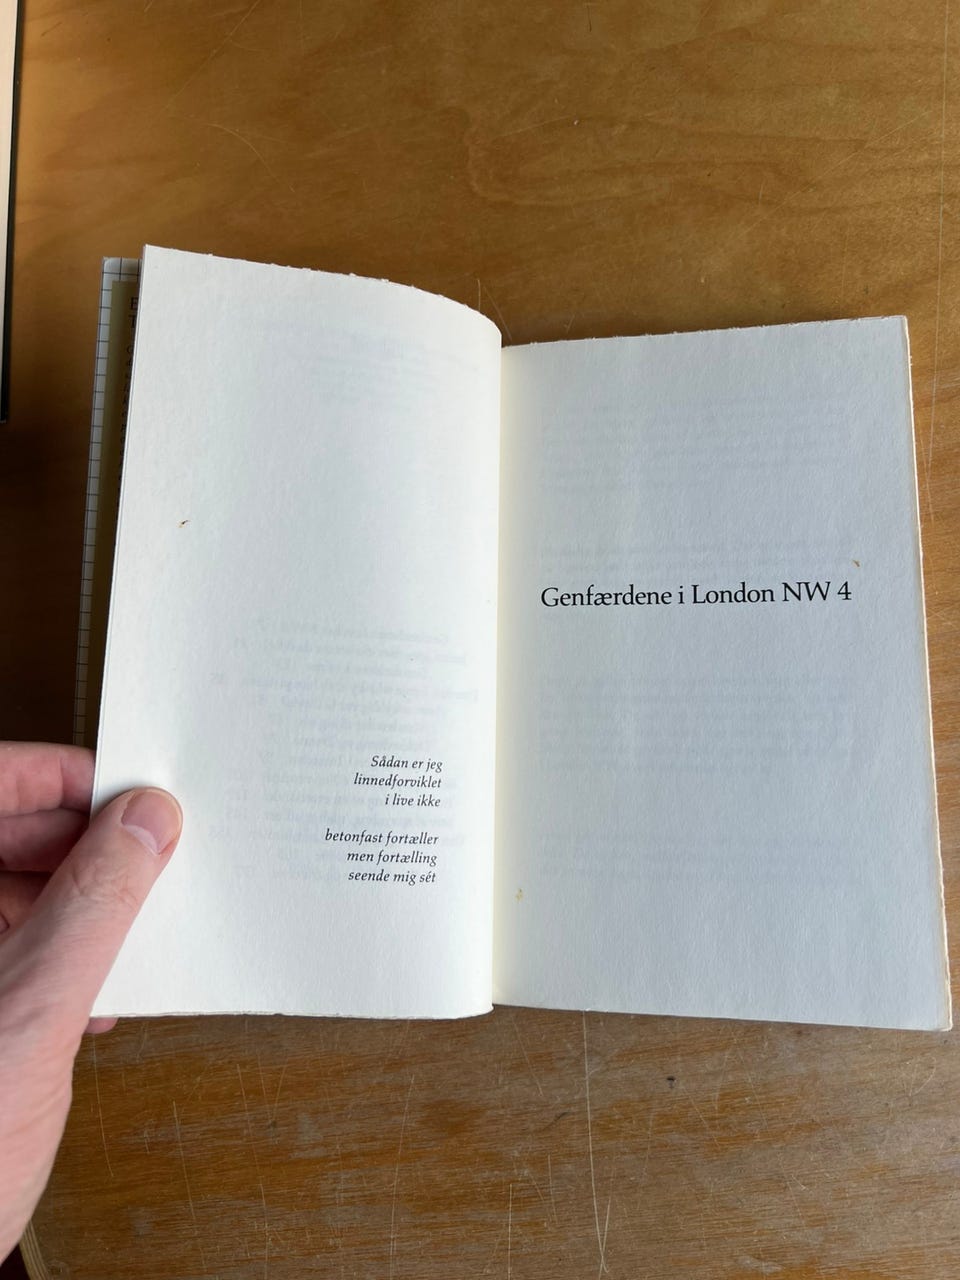 Sådan er jeg
linnedforviklet
i live ikke
betonfast fortæller
men fortælling
seende mig sét
Genfærdene i London NW 4